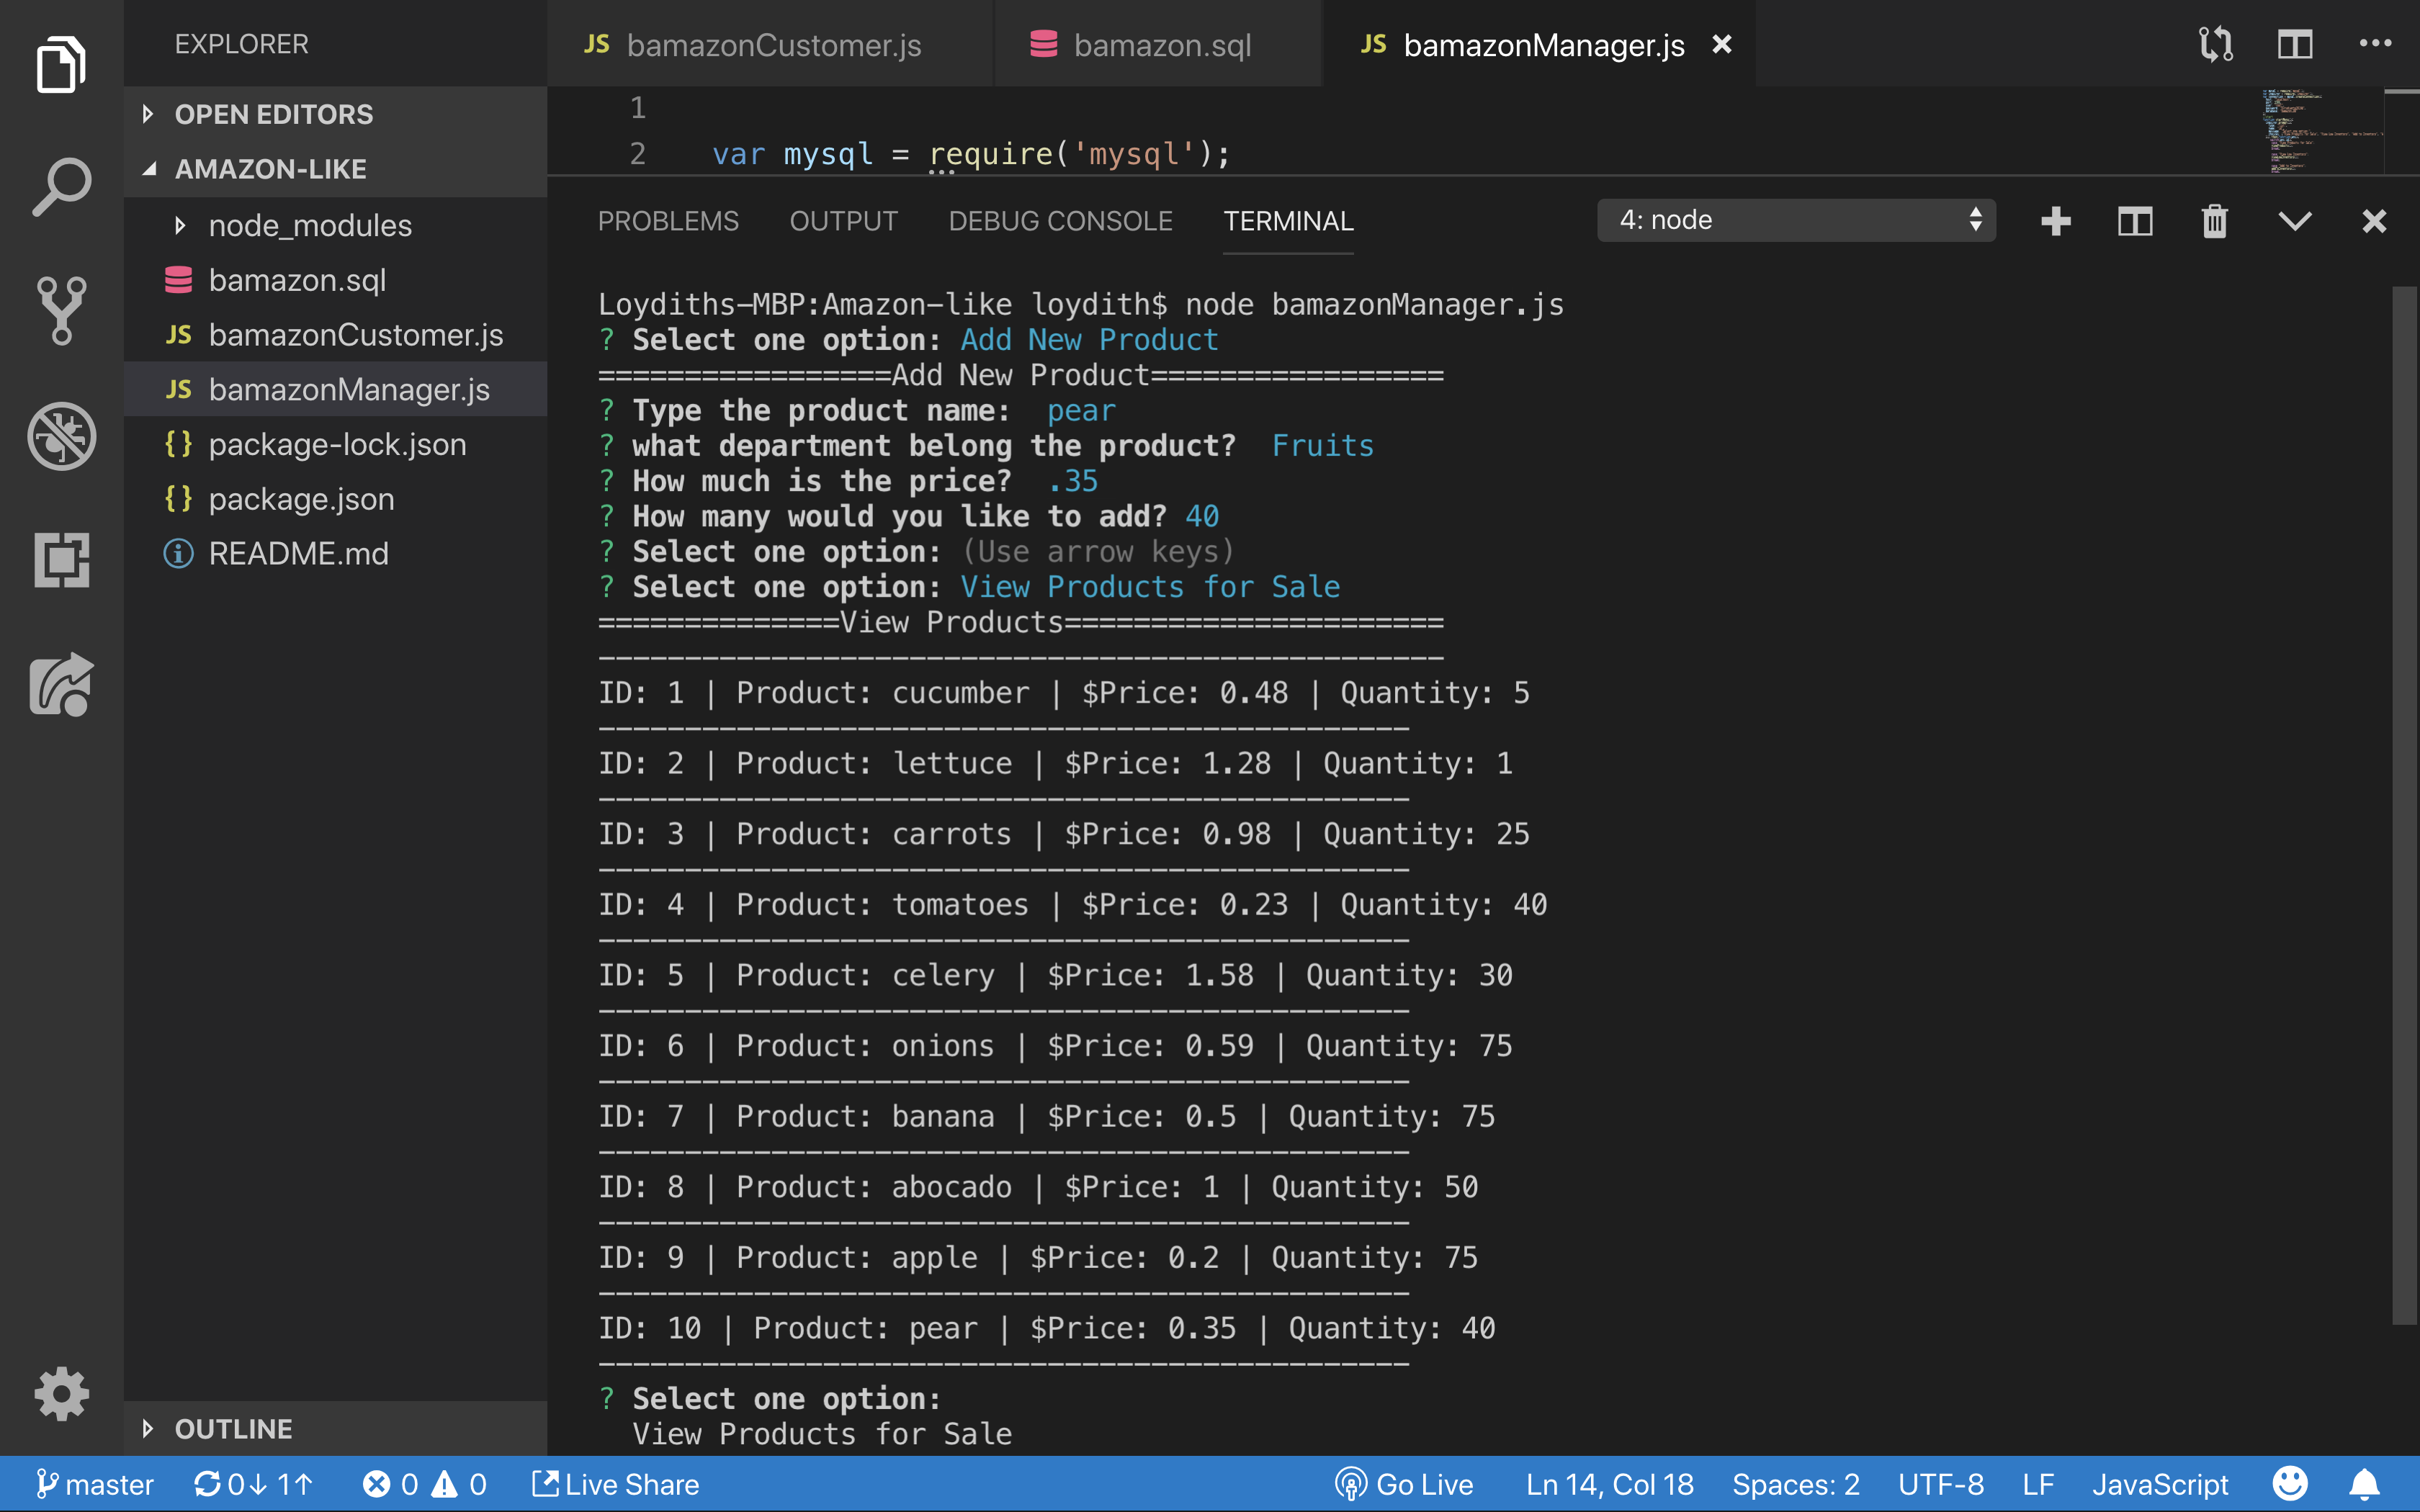 EXPLORER
OPEN EDITORS
AMAZON-LIKE
node_modules
bamazon.sql
JS bamazonCustomer.js
JS bamazonManager.js
{} package-lock.json
{} package.json
README.md
OUTLINE
JS bamazonCustomer.js
bamazon.sql
JS bamazonManager.js
1
2 var mysql = require('mysql');
PROBLEMS OUTPUT DEBUG CONSOLE TERMINAL 4: node
Loydiths-MBP:Amazon-like loydith$ node bamazonManager.js
? Select one option: Add New Product
=================Add New Product=================
? Type the product name:  pear
? what department belong the product?  Fruits
? How much is the price?  .35
? How many would you like to add? 40
? Select one option: (Use arrow keys)
? Select one option: View Products for Sale
==============View Products======================
-------------------------------------------------
ID: 1 | Product: cucumber | $Price: 0.48 | Quantity: 5
-----------------------------------------------
ID: 2 | Product: lettuce | $Price: 1.28 | Quantity: 1
-----------------------------------------------
ID: 3 | Product: carrots | $Price: 0.98 | Quantity: 25
-----------------------------------------------
ID: 4 | Product: tomatoes | $Price: 0.23 | Quantity: 40
-----------------------------------------------
ID: 5 | Product: celery | $Price: 1.58 | Quantity: 30
-----------------------------------------------
ID: 6 | Product: onions | $Price: 0.59 | Quantity: 75
-----------------------------------------------
ID: 7 | Product: banana | $Price: 0.5 | Quantity: 75
-----------------------------------------------
ID: 8 | Product: abocado | $Price: 1 | Quantity: 50
-----------------------------------------------
ID: 9 | Product: apple | $Price: 0.2 | Quantity: 75
-----------------------------------------------
ID: 10 | Product: pear | $Price: 0.35 | Quantity: 40
-----------------------------------------------
? Select one option:
  View Products for Sale
master 0↓ 1↑ 0 0 Live Share Go Live Ln 14, Col 18 Spaces: 2 UTF-8 LF JavaScript